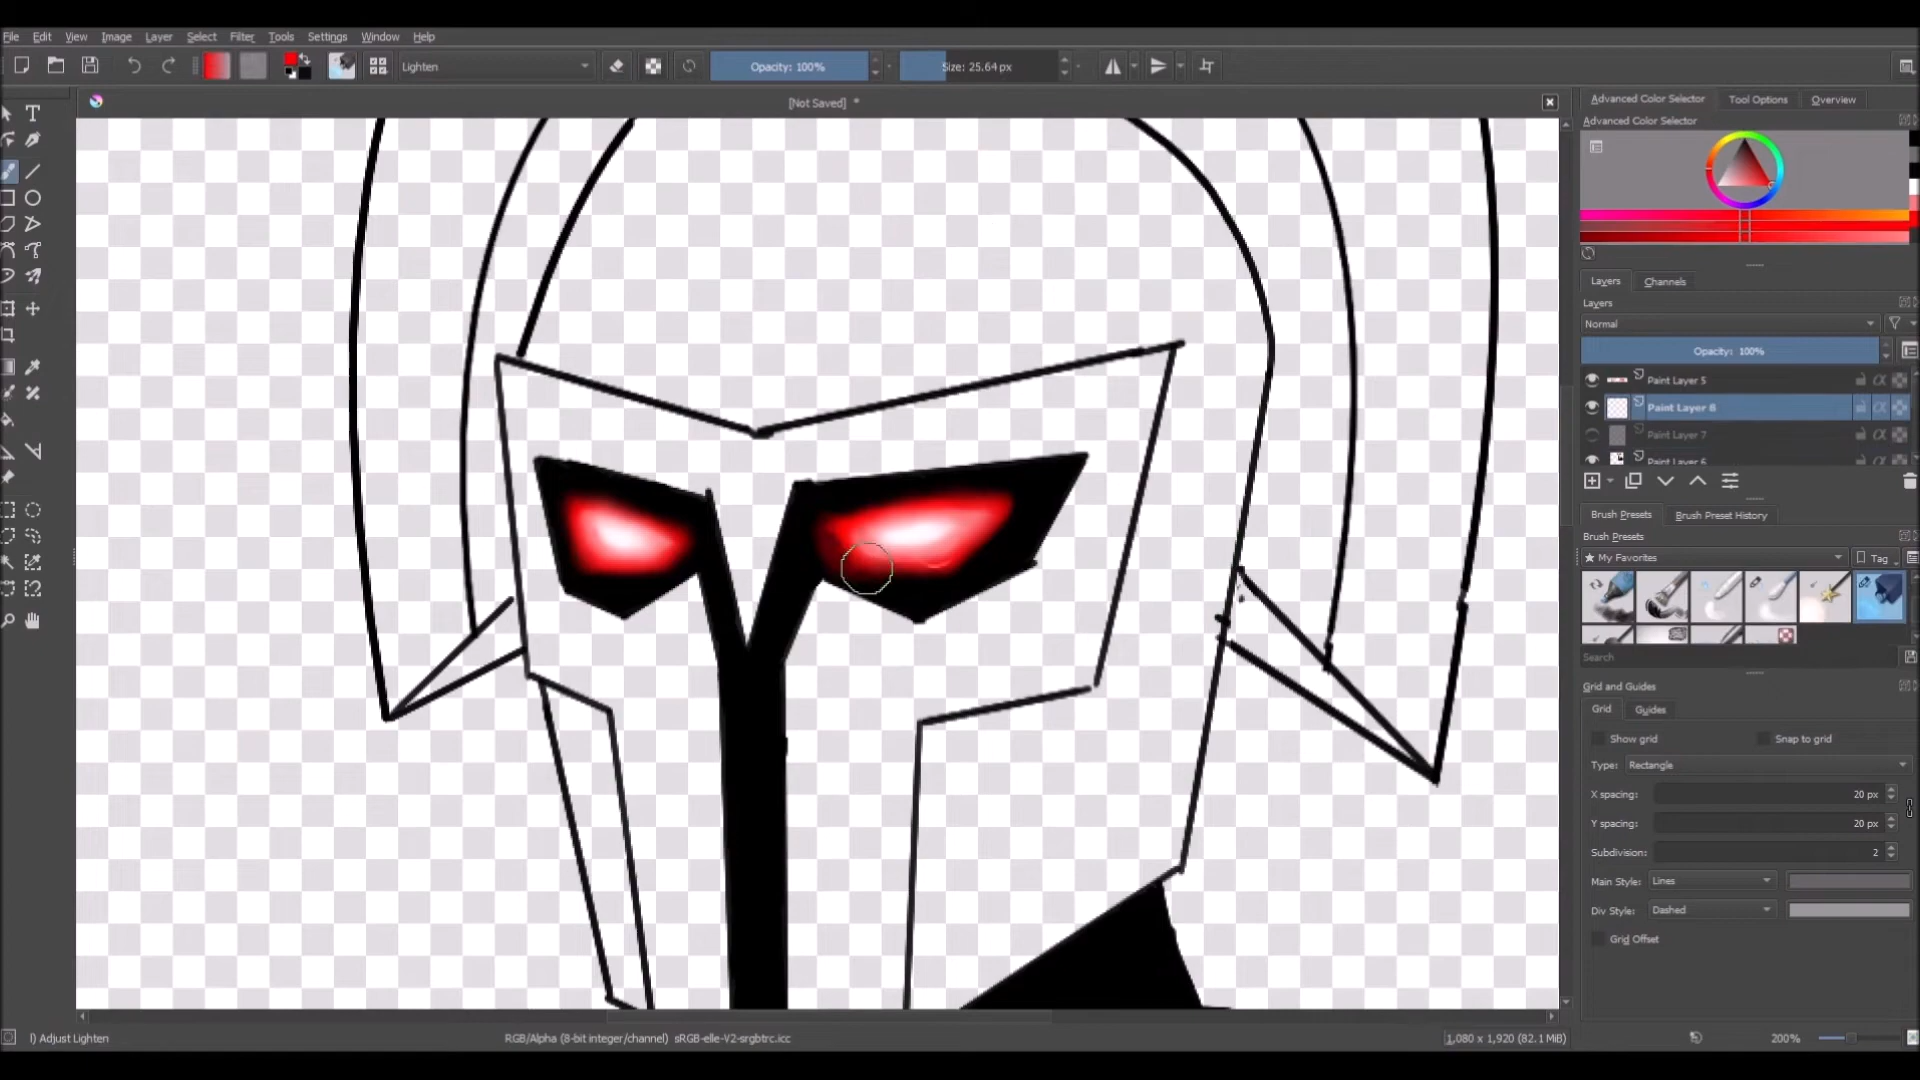 File Edit View Image Layer Select Filter Tools Settings Window Help
Lighten
Opacity: 100%
Size: 25.64 px
[Not Saved] *
Advanced Color Selector Tool Options Overview
Advanced Color Selector
Layers Channels
Layers
Normal
Opacity: 100%
Paint Layer 5
Paint Layer 8
Paint Layer 7
Paint Layer 6
Brush Presets Brush Preset History
Brush Presets
★ My Favorites
Tag
Search
Grid and Guides
Grid Guides
Show grid Snap to grid
Type: Rectangle
X spacing: 20 px
Y spacing: 20 px
Subdivision: 2
Main Style: Lines
Div Style: Dashed
Grid Offset
l) Adjust Lighten
RGB/Alpha (8-bit integer/channel) sRGB-elle-V2-srgbtrc.icc
1,080 x 1,920 (82.1 MiB)
200%